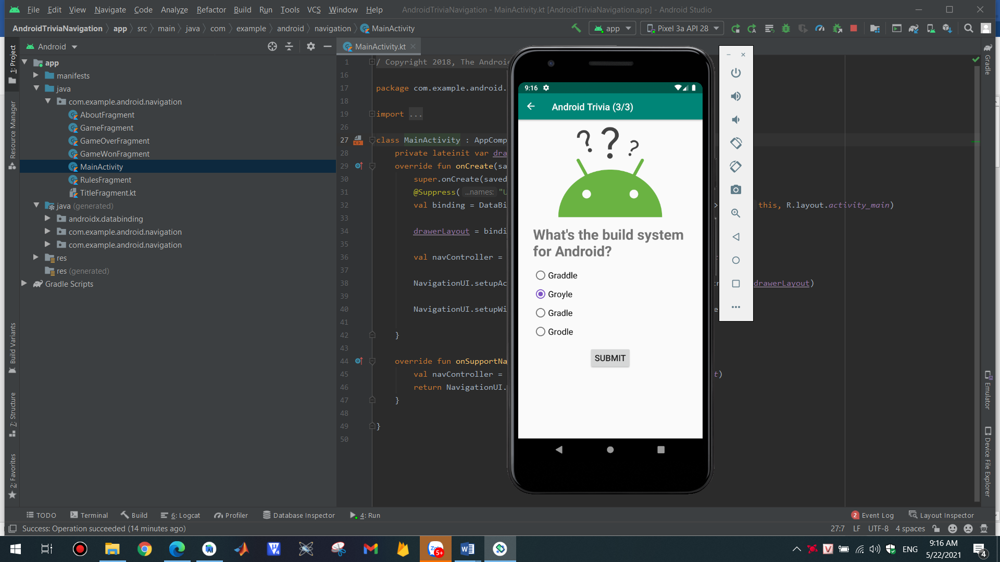 File Edit View Navigate Code Analyze Refactor Build Run Tools VCS Window Help AndroidTriviaNavigation - MainActivity.kt [AndroidTriviaNavigation.app] - Android Studio
AndroidTriviaNavigation app src main java com example android navigation MainActivity app Pixel 3a API 28
Android
MainActivity.kt
1: Project
Resource Manager
Build Variants
7: Structure
2: Favorites
app
manifests
java
com.example.android.navigation
AboutFragment
GameFragment
GameOverFragment
GameWonFragment
MainActivity
RulesFragment
TitleFragment.kt
java (generated)
androidx.databinding
com.example.android.navigation
com.example.android.navigation
res
res (generated)
Gradle Scripts
1 / Copyright 2018, The Androi
16
17 package com.example.android.
18
19 import ...
26
27 class MainActivity : AppComp
28 private lateinit var dra
29 override fun onCreate(sa
30 super.onCreate(saved
31 @Suppress( ...names: "U
32 val binding = DataBi > this, R.layout.activity_main)
33
34 drawerLayout = bindi
35
36 val navController =
37
38 NavigationUI.setupAc drawerLayout)
39
40 NavigationUI.setupWi e
41
42 }
43
44 override fun onSupportNa
45 val navController = t)
46 return NavigationUI.
47 }
48
49 }
50
9:16
Android Trivia (3/3)
? ? ?
What's the build system
for Android?
Graddle
Groyle
Gradle
Grodle
SUBMIT
Gradle
Emulator
Device File Explorer
TODO Terminal Build 6: Logcat Profiler Database Inspector 4: Run 2 Event Log Layout Inspector
Success: Operation succeeded (14 minutes ago) 27:7 LF UTF-8 4 spaces
5+ ENG 9:16 AM
5/22/2021 4